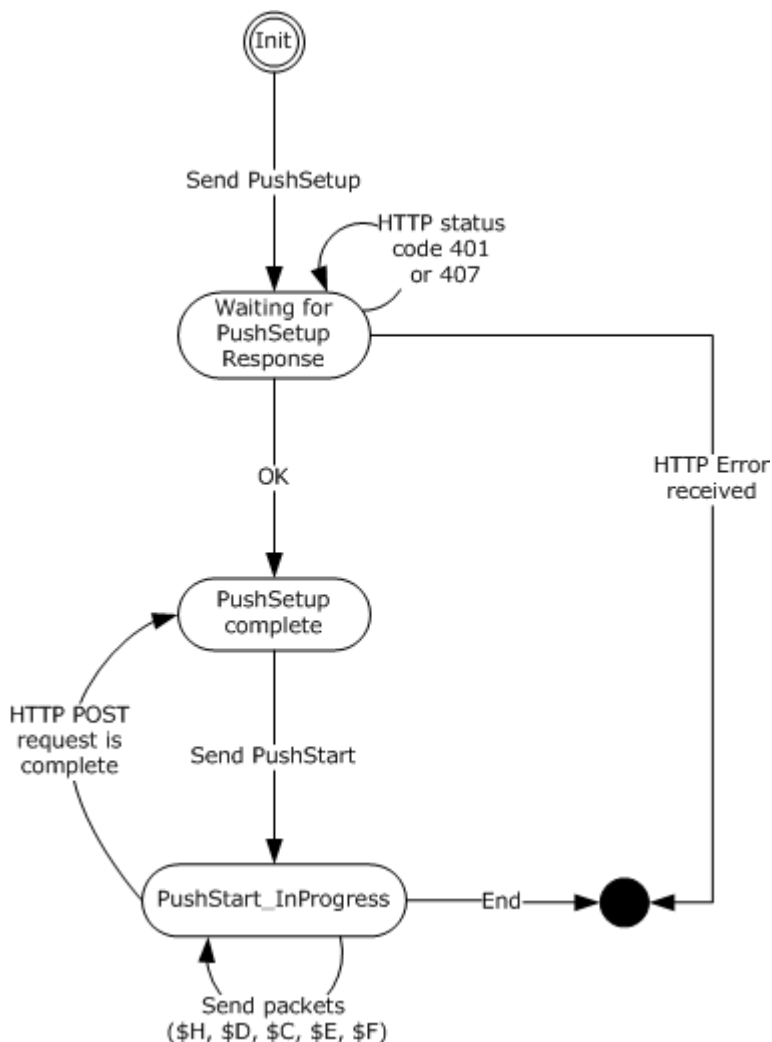 Init
Send PushSetup
HTTP status
code 401
or 407
Waiting for
PushSetup
Response
HTTP Error
received
OK
PushSetup
complete
HTTP POST
request is
complete
Send PushStart
PushStart_InProgress
End
Send packets
($H, $D, $C, $E, $F)